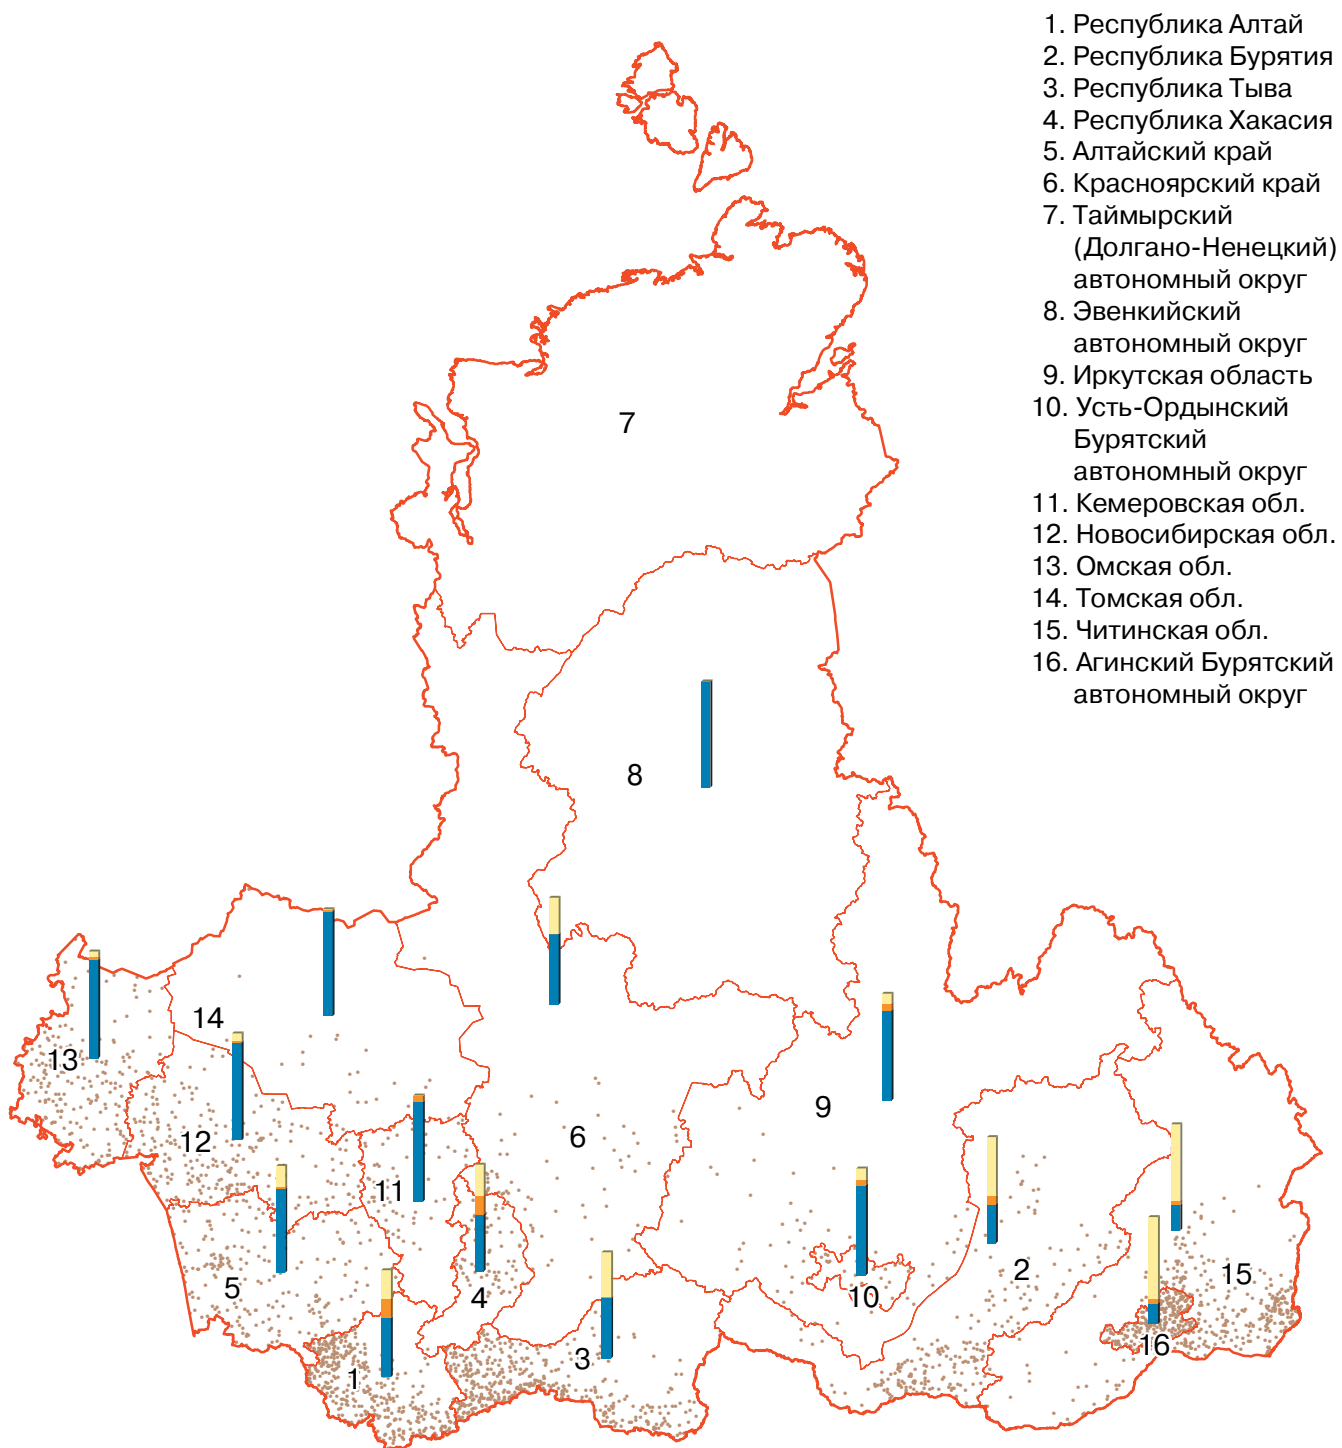 1. Республика Алтай
2. Республика Бурятия
3. Республика Тыва
4. Республика Хакасия
5. Алтайский край
6. Красноярский край
7. Таймырский
(Долгано-Ненецкий)
автономный округ
8. Эвенкийский
автономный округ
9. Иркутская область
10. Усть-Ордынский
Бурятский
автономный округ
11. Кемеровская обл.
12. Новосибирская обл.
13. Омская обл.
14. Томская обл.
15. Читинская обл.
16. Агинский Бурятский
автономный округ
7
8
14
13
9
12
6
11
5
4
10
2
15
1
3
16